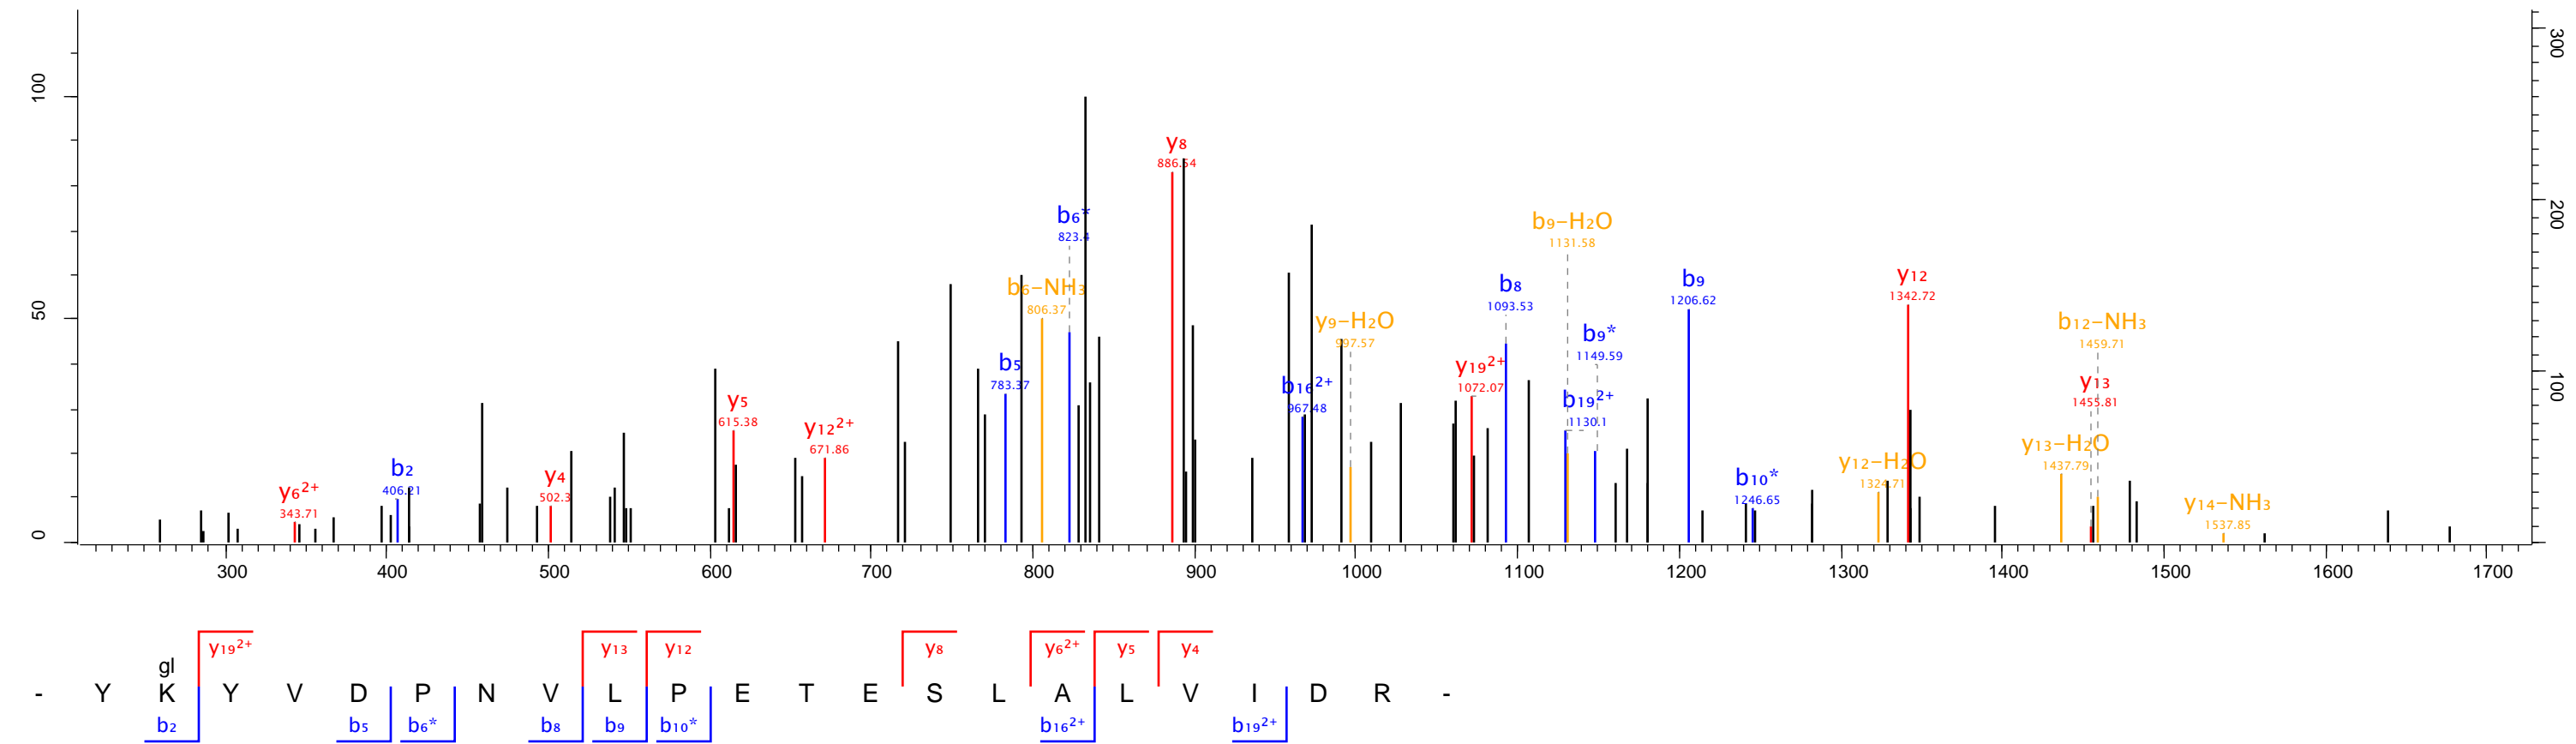 300
y₈
886.54
100
b₆*
823.4
b₉–H₂O
1131.58
200
b₆–NH₃
806.37
b₈
1093.53
b₉
1206.62
y₁₂
1342.72
y₉–H₂O
997.57
b₉*
1149.59
b₁₂–NH₃
1459.71
50
b₅
783.37
y₁₉²⁺
1072.07
y₁₃
1455.81
100
y₅
615.38
b₁₆²⁺
967.48
b₁₉²⁺
1130.1
y₁₂²⁺
671.86
y₁₃–H₂O
1437.79
b₂
406.21
y₄
502.3
y₁₂–H₂O
1324.71
y₆²⁺
343.71
b₁₀*
1246.65
y₁₄–NH₃
1537.85
0
0
300 400 500 600 700 800 900 1000 1100 1200 1300 1400 1500 1600 1700
y₁₉²⁺ y₁₃ y₁₂ y₈ y₆²⁺ y₅ y₄
gl
- Y K Y V D P N V L P E T E S L A L V I D R -
b₂ b₅ b₆* b₈ b₉ b₁₀* b₁₆²⁺ b₁₉²⁺